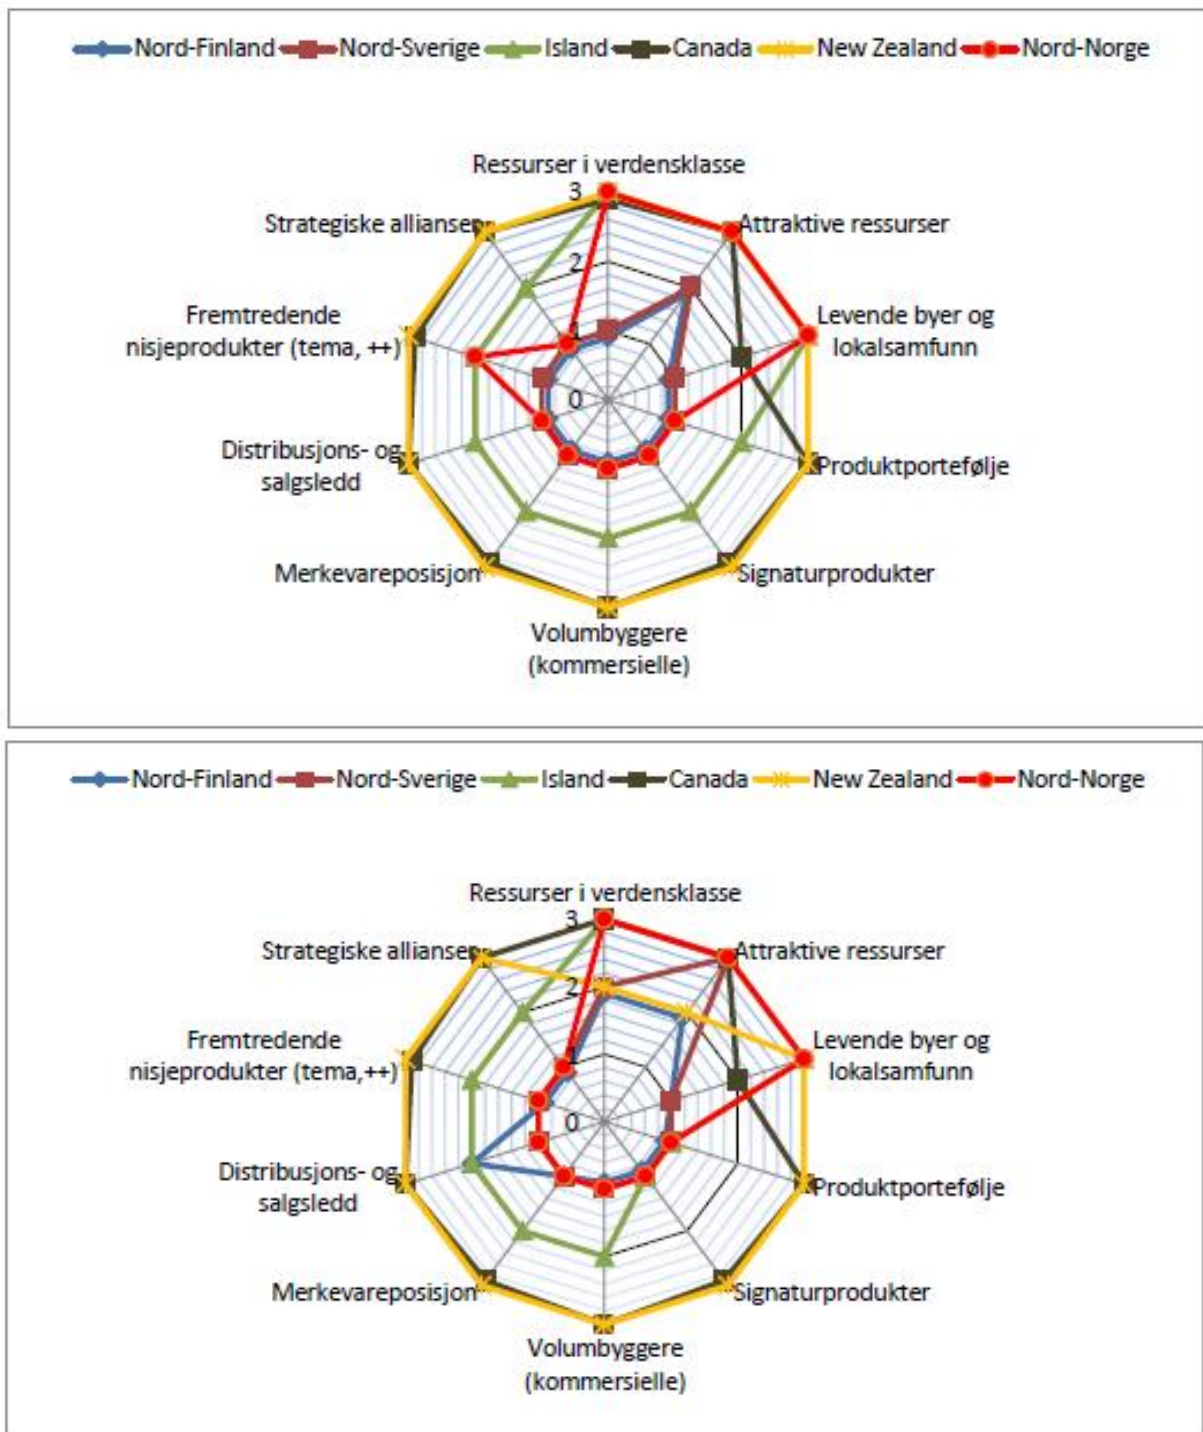 Nord-Finland Nord-Sverige Island Canada New Zealand Nord-Norge
Ressurser i verdensklasse
3
Strategiske allianser
Attraktive ressurser
2
Fremtredende
nisjeprodukter (tema, ++)
Levende byer og
lokalsamfunn
1
0
Distribusjons- og
salgsledd
Produktportefølje
Merkevareposisjon
Signaturprodukter
Volumbyggere
(kommersielle)
Nord-Finland Nord-Sverige Island Canada New Zealand Nord-Norge
Ressurser i verdensklasse
3
Strategiske allianser
Attraktive ressurser
2
Fremtredende
nisjeprodukter (tema,++)
Levende byer og
lokalsamfunn
1
0
Distribusjons- og
salgsledd
Produktportefølje
Merkevareposisjon
Signaturprodukter
Volumbyggere
(kommersielle)